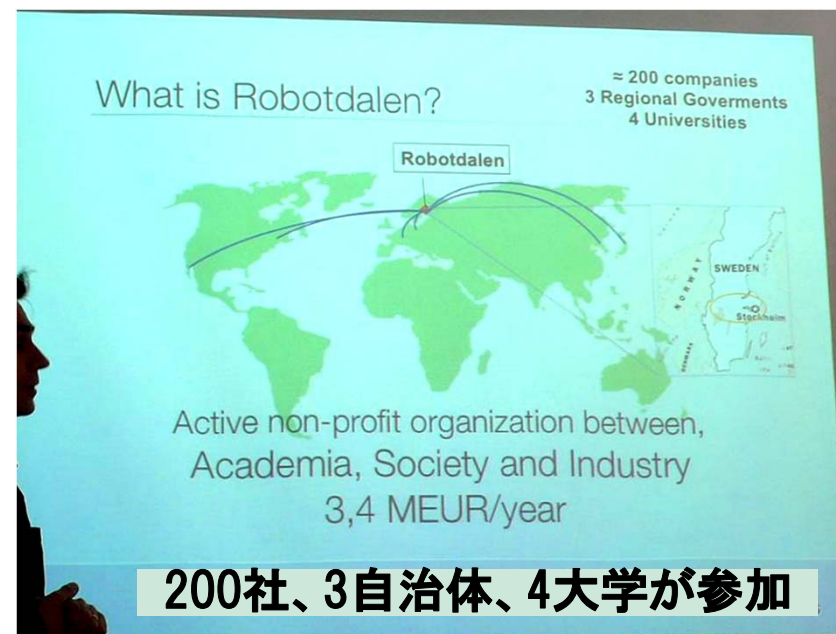 What is Robotdalen?
≈ 200 companies
3 Regional Goverments
4 Universities
Robotdalen
NORWAY
SWEDEN
Stockholm
DENMARK
Active non-profit organization between,
Academia, Society and Industry
3,4 MEUR/year
200社、3自治体、4大学が参加